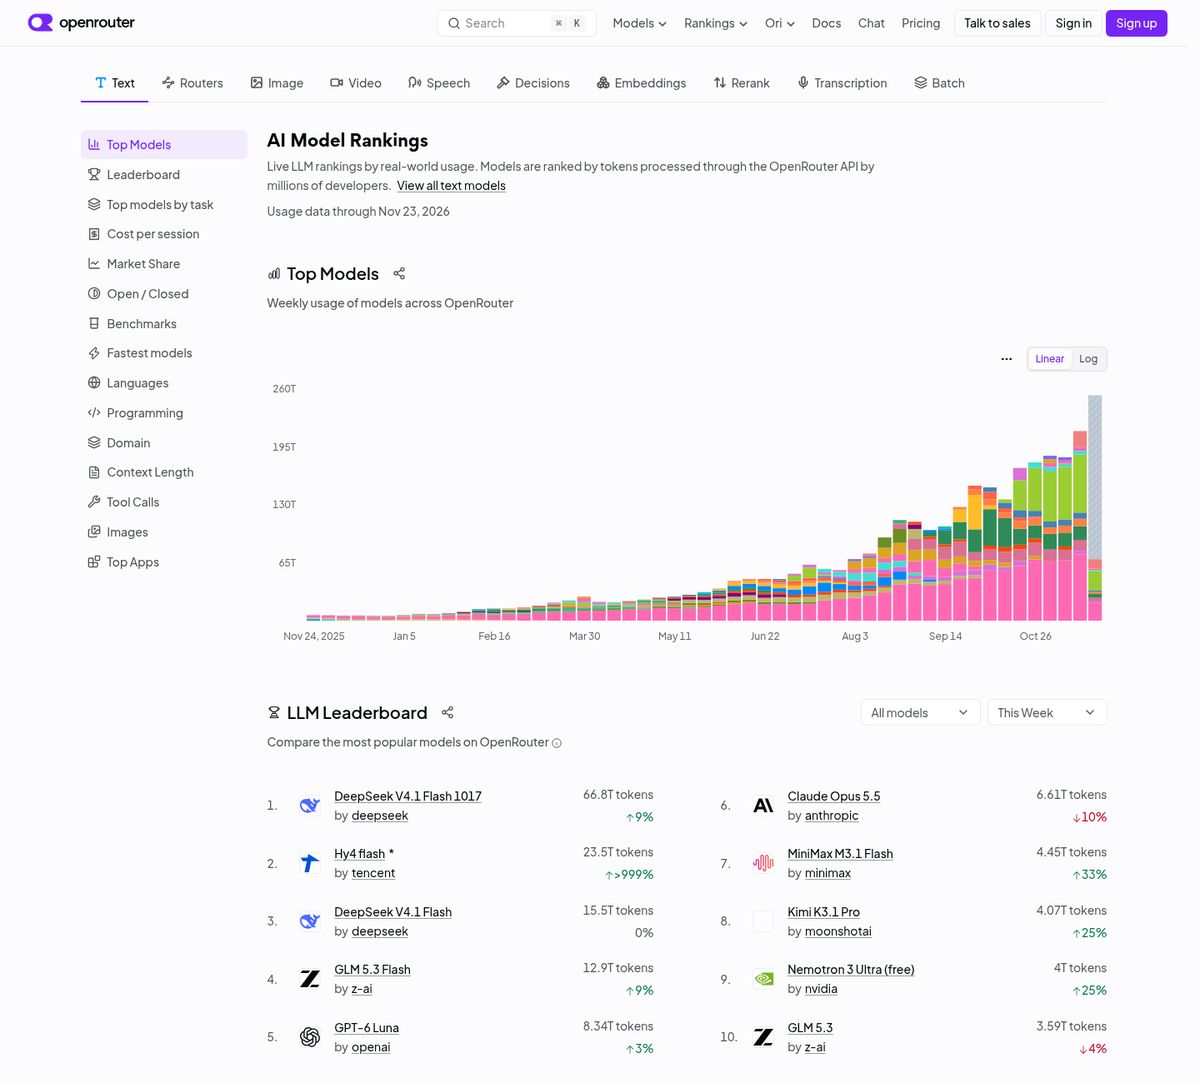 openrouter
Search ⌘ K
Models
Rankings
Ori
Docs
Chat
Pricing
Talk to sales
Sign in
Sign up
Text
Routers
Image
Video
Speech
Decisions
Embeddings
Rerank
Transcription
Batch
Top Models
Leaderboard
Top models by task
Cost per session
Market Share
Open / Closed
Benchmarks
Fastest models
Languages
Programming
Domain
Context Length
Tool Calls
Images
Top Apps
AI Model Rankings
Live LLM rankings by real-world usage. Models are ranked by tokens processed through the OpenRouter API by
millions of developers. View all text models
Usage data through Nov 23, 2026
Top Models
Weekly usage of models across OpenRouter
Linear
Log
260T
195T
130T
65T
Nov 24, 2025
Jan 5
Feb 16
Mar 30
May 11
Jun 22
Aug 3
Sep 14
Oct 26
LLM Leaderboard
All models
This Week
Compare the most popular models on OpenRouter
1.
DeepSeek V4.1 Flash 1017
by deepseek
66.8T tokens
↑9%
2.
Hy4 flash *
by tencent
23.5T tokens
↑>999%
3.
DeepSeek V4.1 Flash
by deepseek
15.5T tokens
0%
4.
GLM 5.3 Flash
by z-ai
12.9T tokens
↑9%
5.
GPT-6 Luna
by openai
8.34T tokens
↑3%
6.
Claude Opus 5.5
by anthropic
6.61T tokens
↓10%
7.
MiniMax M3.1 Flash
by minimax
4.45T tokens
↑33%
8.
Kimi K3.1 Pro
by moonshotai
4.07T tokens
↑25%
9.
Nemotron 3 Ultra (free)
by nvidia
4T tokens
↑25%
10.
GLM 5.3
by z-ai
3.59T tokens
↓4%